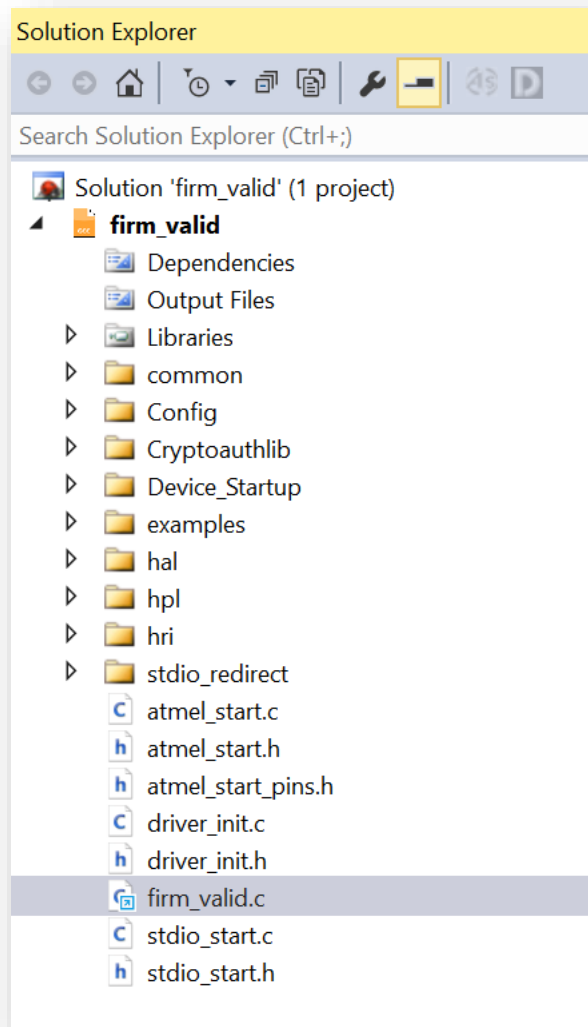 Solution Explorer
Search Solution Explorer (Ctrl+;)
Solution 'firm_valid' (1 project)
firm_valid
Dependencies
Output Files
Libraries
common
Config
Cryptoauthlib
Device_Startup
examples
hal
hpl
hri
stdio_redirect
atmel_start.c
atmel_start.h
atmel_start_pins.h
driver_init.c
driver_init.h
firm_valid.c
stdio_start.c
stdio_start.h